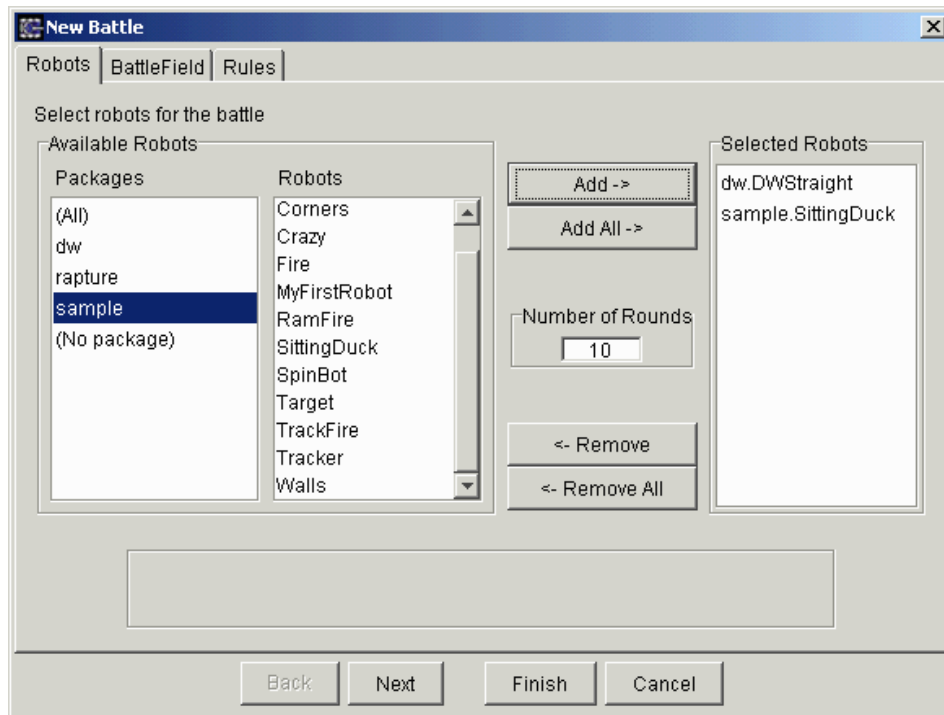 New Battle
Robots BattleField Rules
Select robots for the battle
Available Robots
Packages
(All)
dw
rapture
sample
(No package)
Robots
Corners
Crazy
Fire
MyFirstRobot
RamFire
SittingDuck
SpinBot
Target
TrackFire
Tracker
Walls
Add ->
Add All ->
Number of Rounds
10
<- Remove
<- Remove All
Selected Robots
dw.DWStraight
sample.SittingDuck
Back Next Finish Cancel